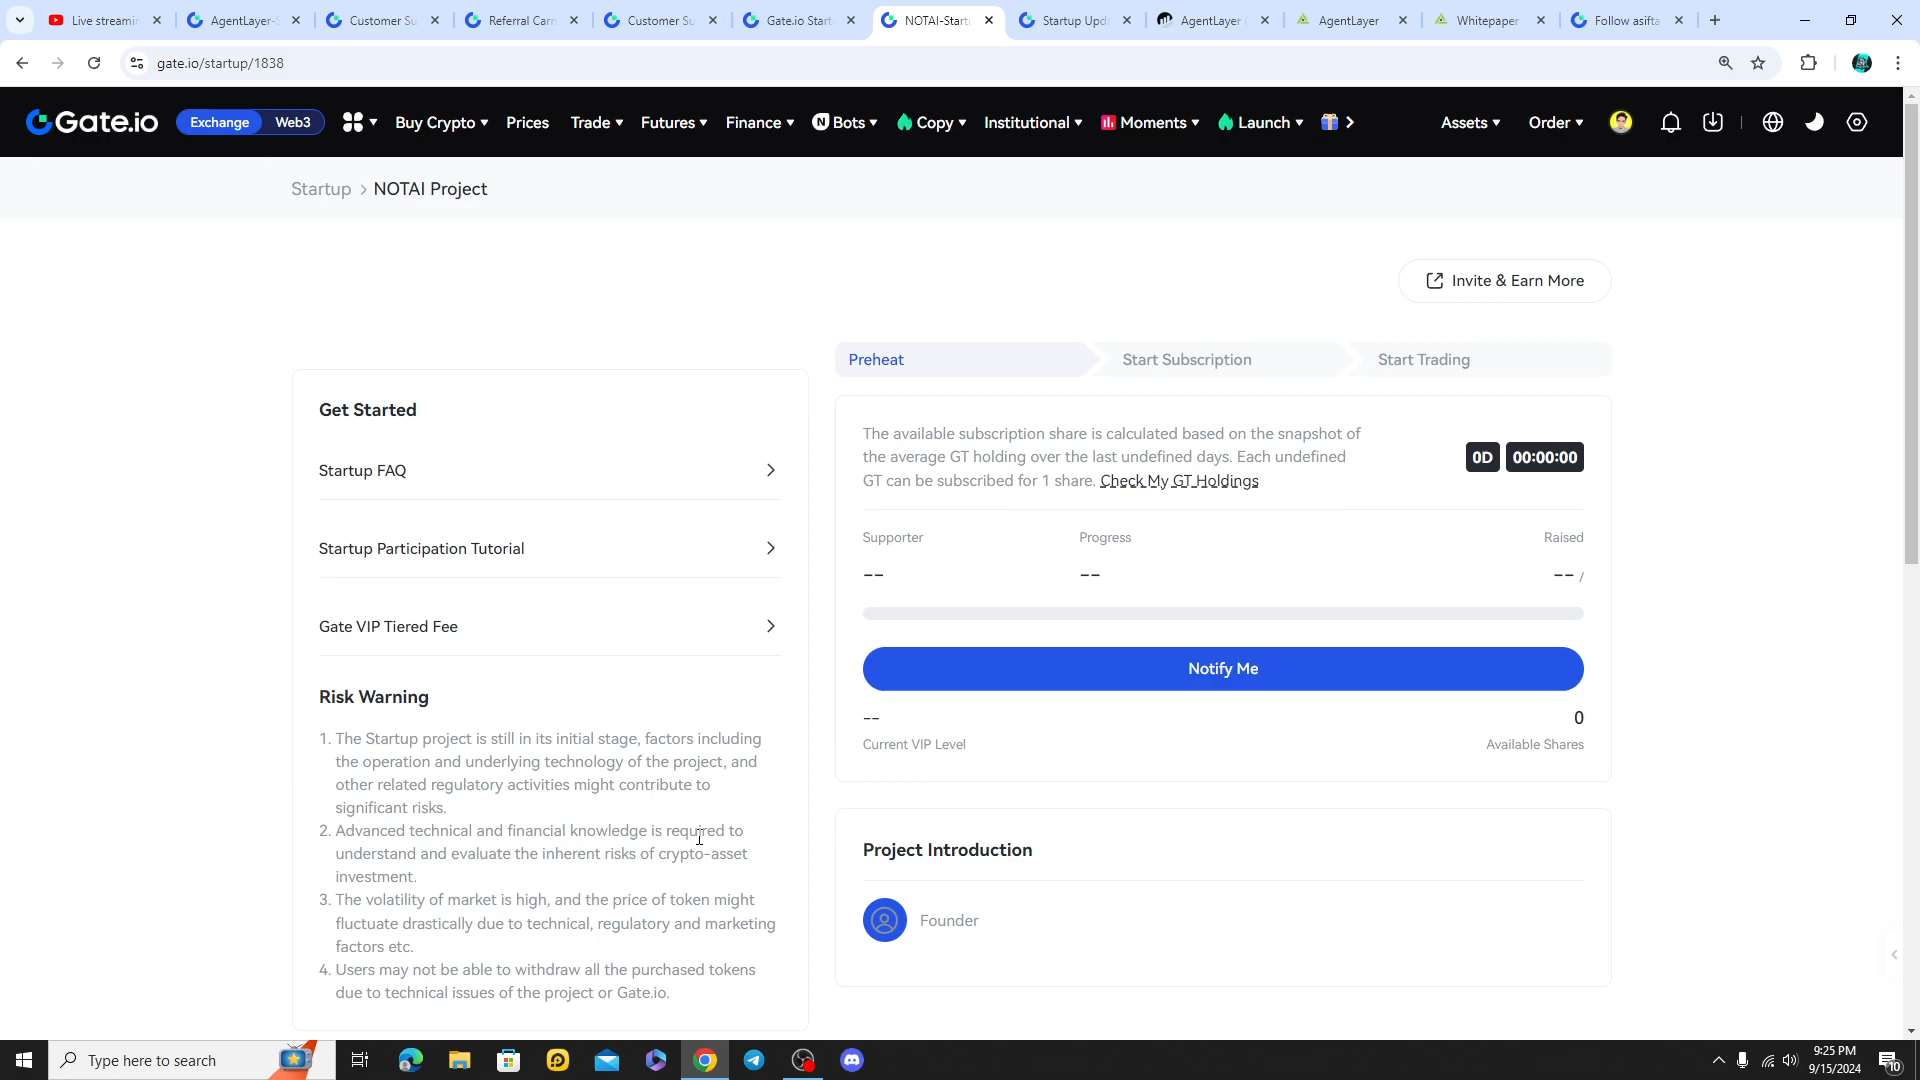 Live streamin
AgentLayer-S
Customer Su
Referral Cam
Customer Su
Gate.io Start
NOTAI-Startu
Startup Upda
AgentLayer
AgentLayer
Whitepaper
Follow asifta
gate.io/startup/1838
Gate.io
Exchange
Web3
Buy Crypto
Prices
Trade
Futures
Finance
Bots
Copy
Institutional
Moments
Launch
Assets
Order
Startup > NOTAI Project
Invite & Earn More
Preheat
Start Subscription
Start Trading
Get Started
Startup FAQ
Startup Participation Tutorial
Gate VIP Tiered Fee
Risk Warning
1. The Startup project is still in its initial stage, factors including
the operation and underlying technology of the project, and
other related regulatory activities might contribute to
significant risks.
2. Advanced technical and financial knowledge is required to
understand and evaluate the inherent risks of crypto-asset
investment.
3. The volatility of market is high, and the price of token might
fluctuate drastically due to technical, regulatory and marketing
factors etc.
4. Users may not be able to withdraw all the purchased tokens
due to technical issues of the project or Gate.io.
The available subscription share is calculated based on the snapshot of
the average GT holding over the last undefined days. Each undefined
GT can be subscribed for 1 share. Check My GT Holdings
0D 00:00:00
Supporter
Progress
Raised
--
--
-- /
Notify Me
--
0
Current VIP Level
Available Shares
Project Introduction
Founder
Type here to search
9:25 PM
9/15/2024
10